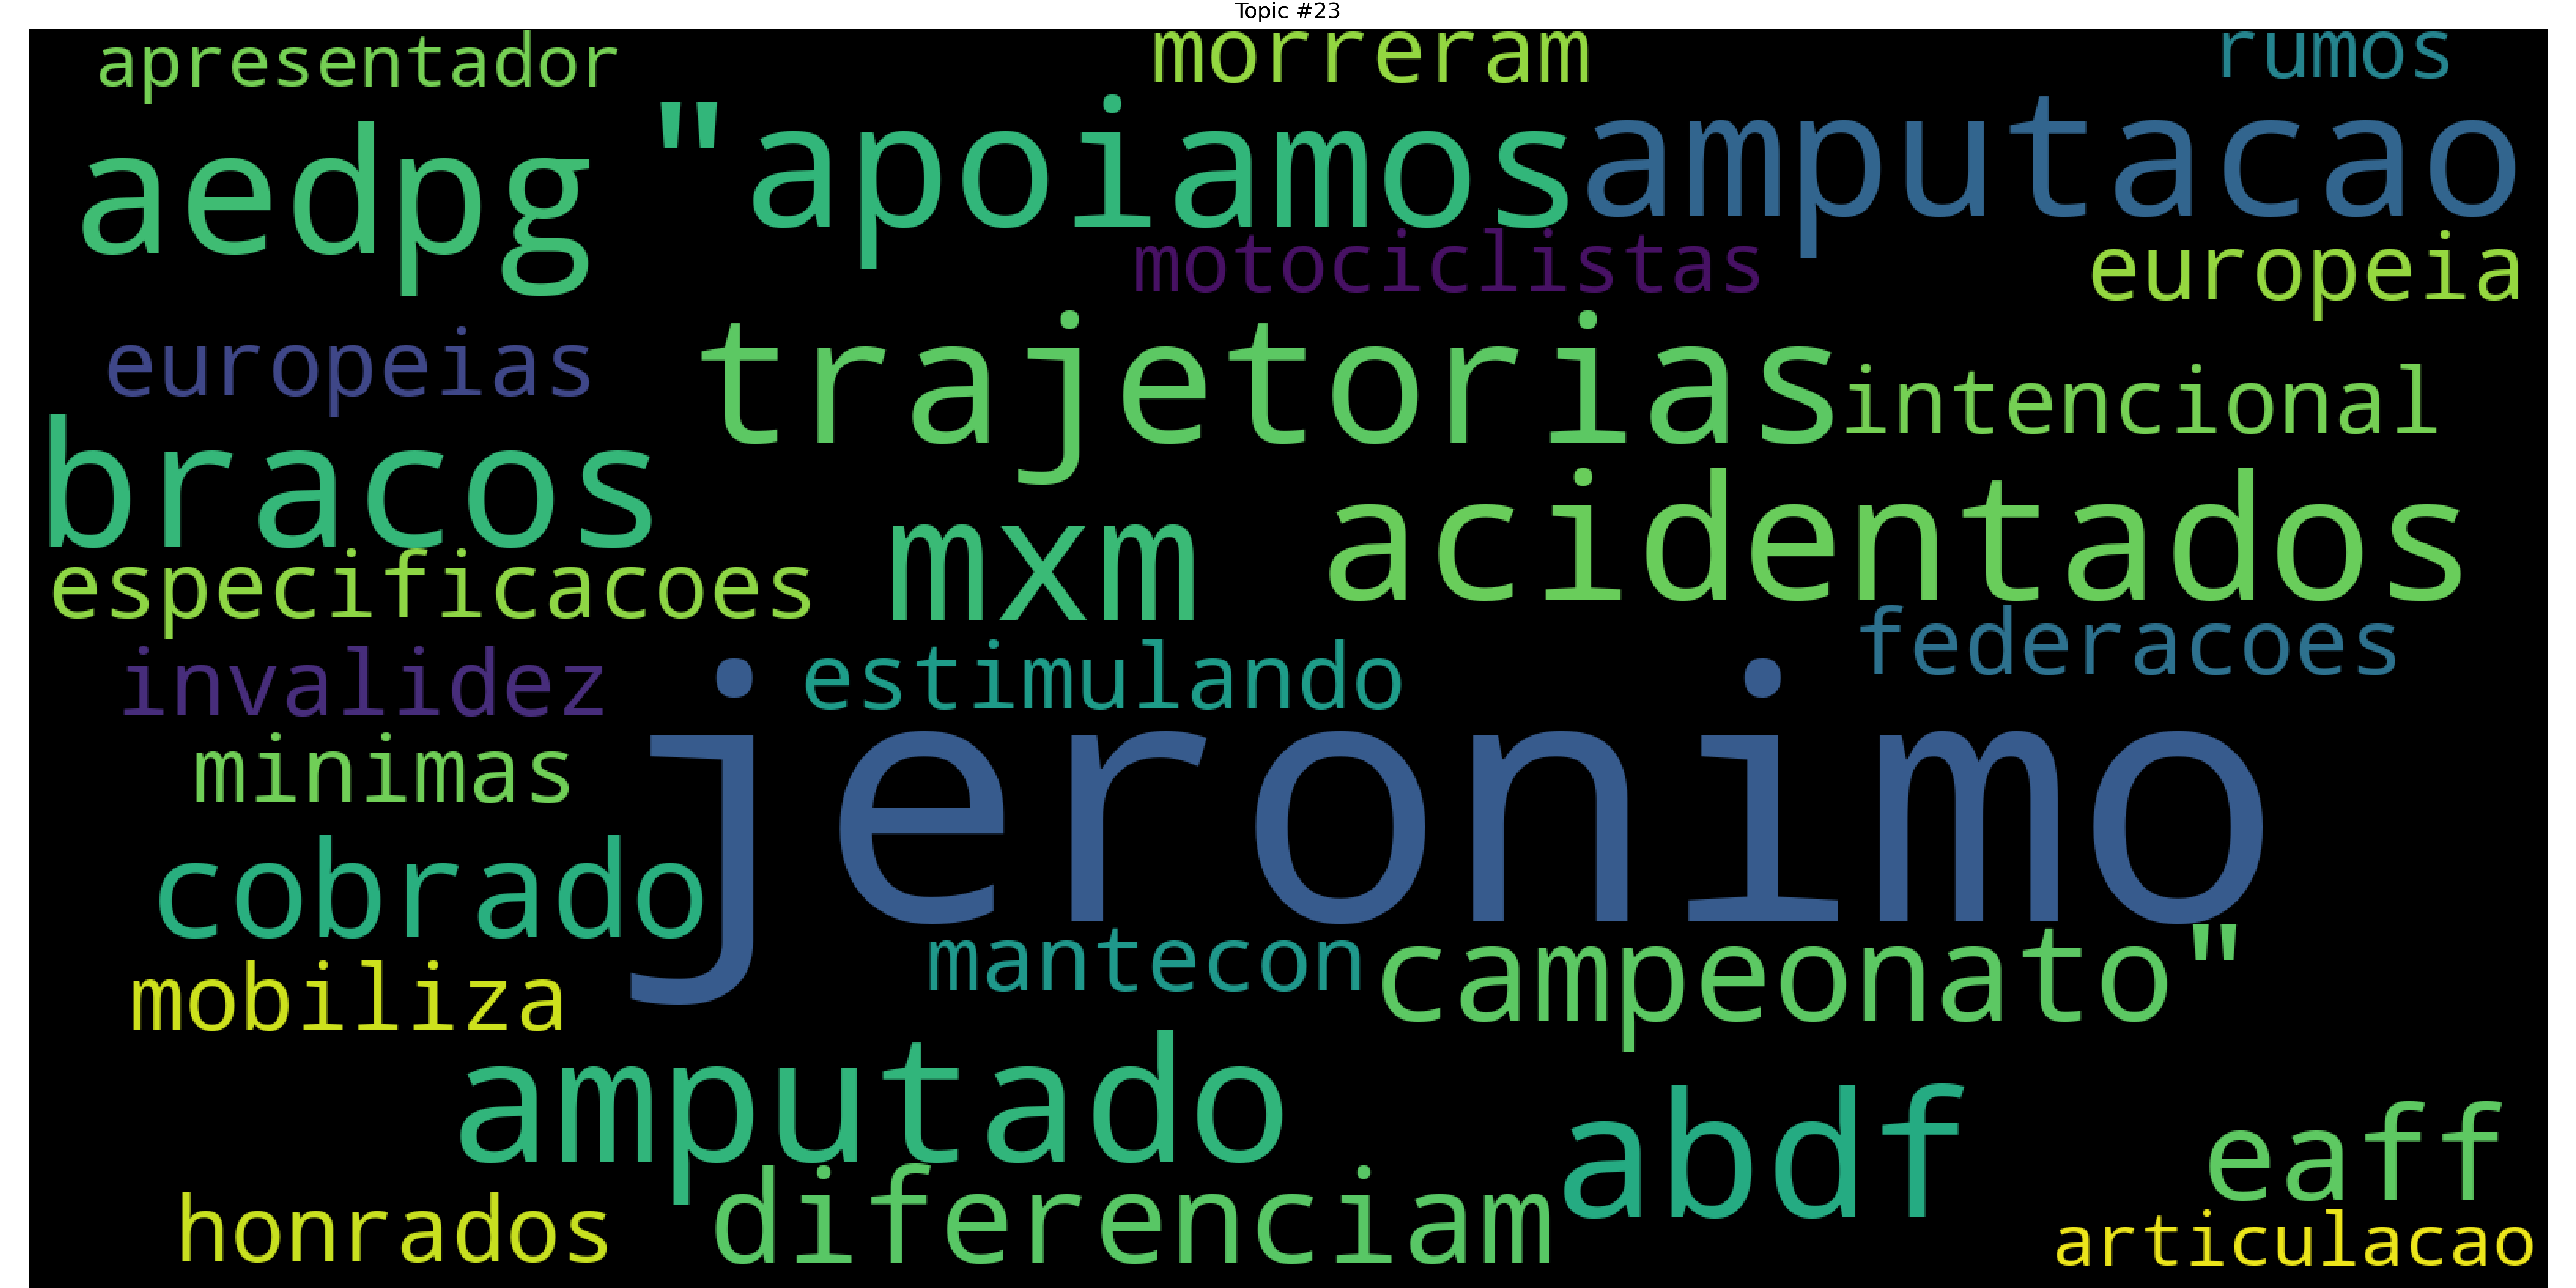 Topic #23
apresentador
morreram
rumos
aedpg
"apoiamos
amputacao
motociclistas
europeia
europeias
trajetorias
intencional
bracos
mxm
acidentados
especificacoes
invalidez
estimulando
federacoes
minimas
jeronimo
cobrado
mobiliza
mantecon
campeonato"
amputado
abdf
eaff
honrados
diferenciam
articulacao